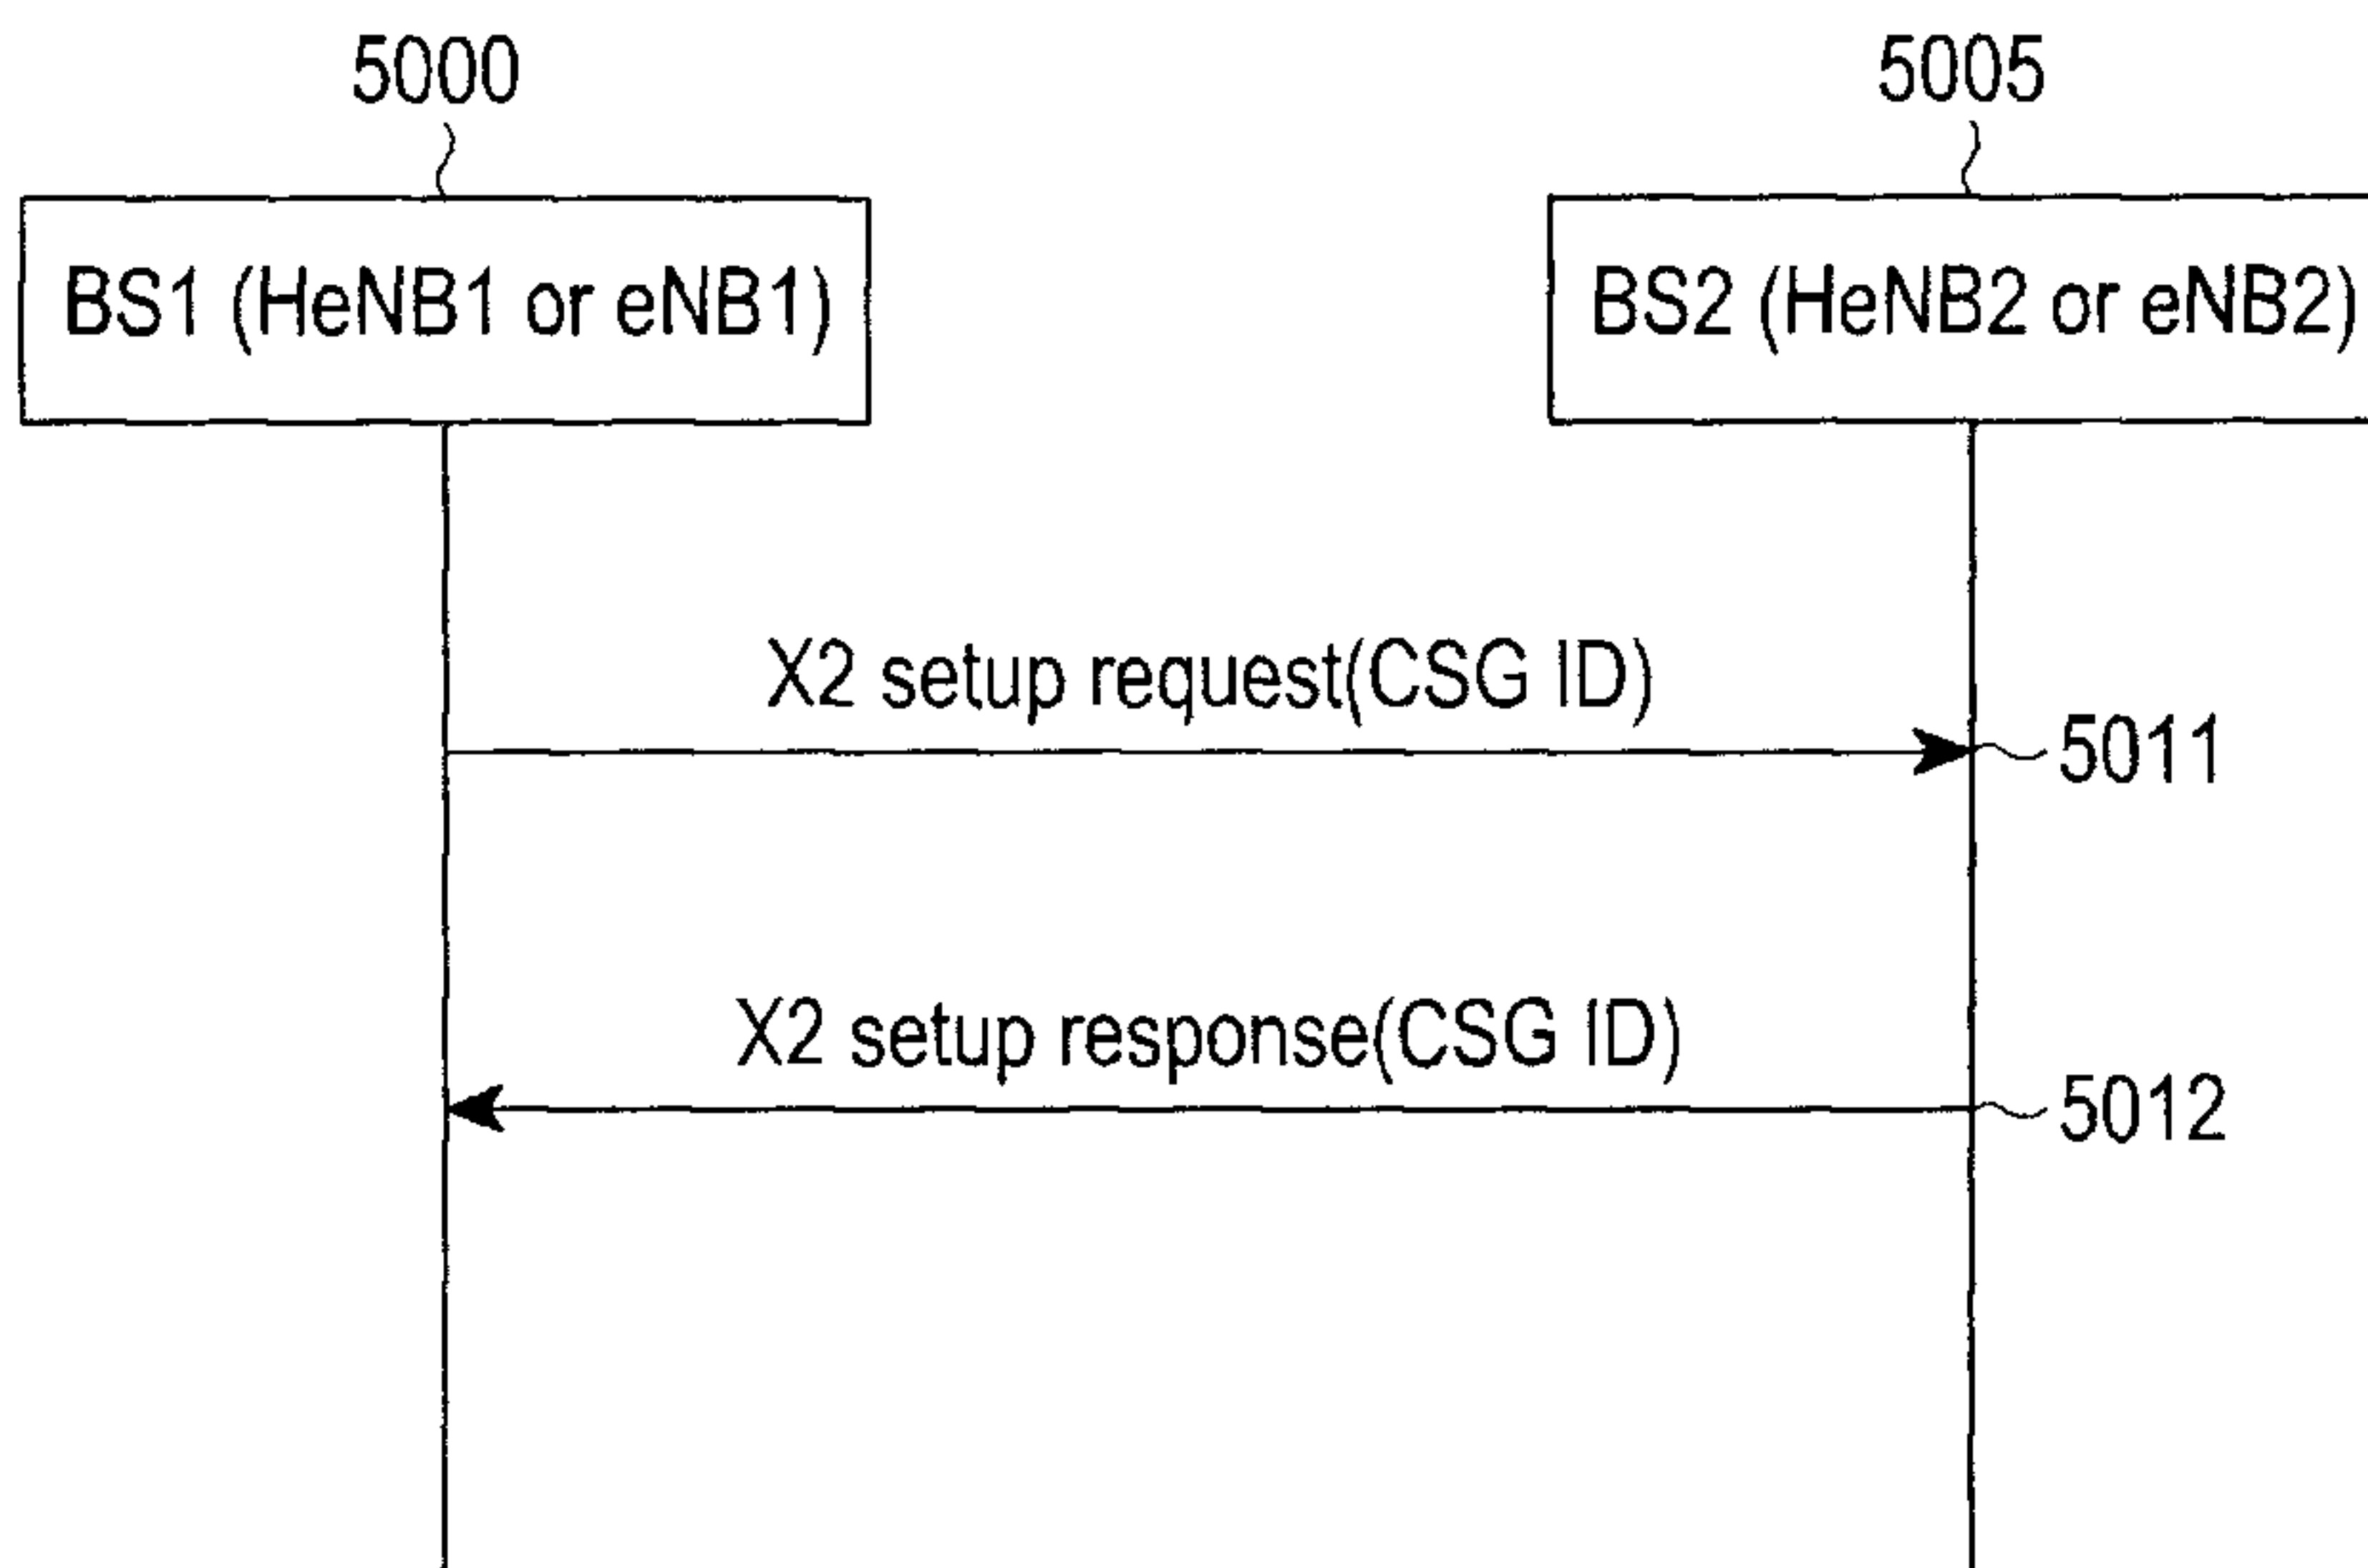 5000
5005
BS1 (HeNB1 or eNB1)
BS2 (HeNB2 or eNB2)
X2 setup request(CSG ID)
5011
X2 setup response(CSG ID)
5012